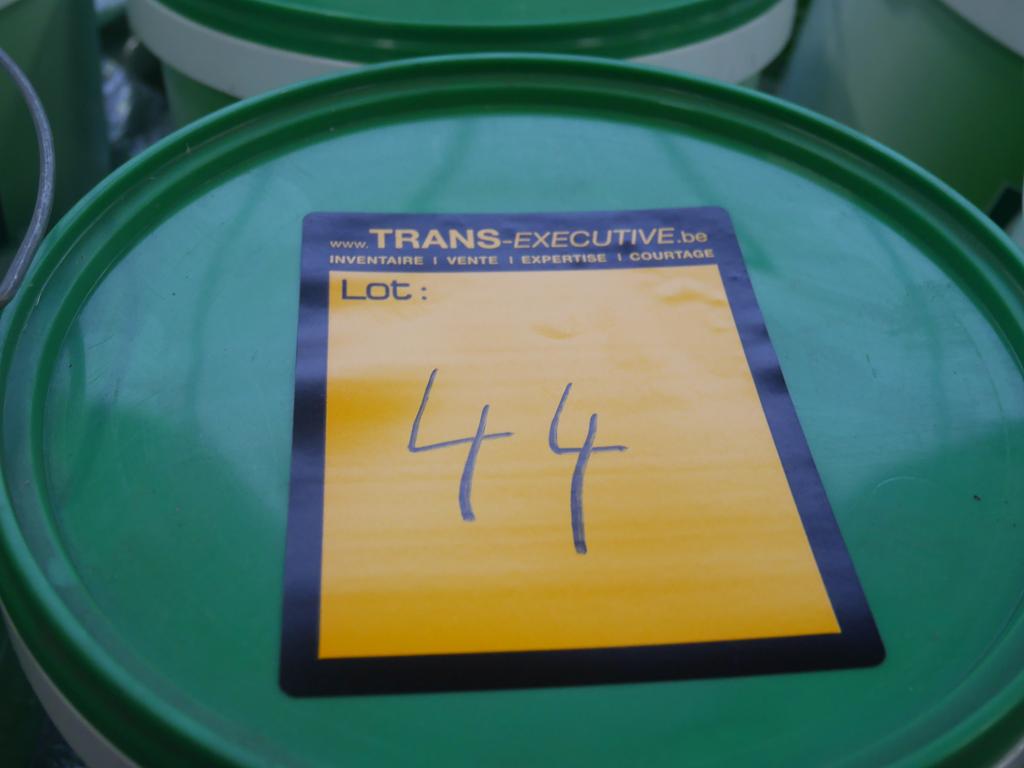 www.TRANS-EXECUTIVE.be
INVENTAIRE | VENTE | EXPERTISE | COURTAGE
Lot :
44